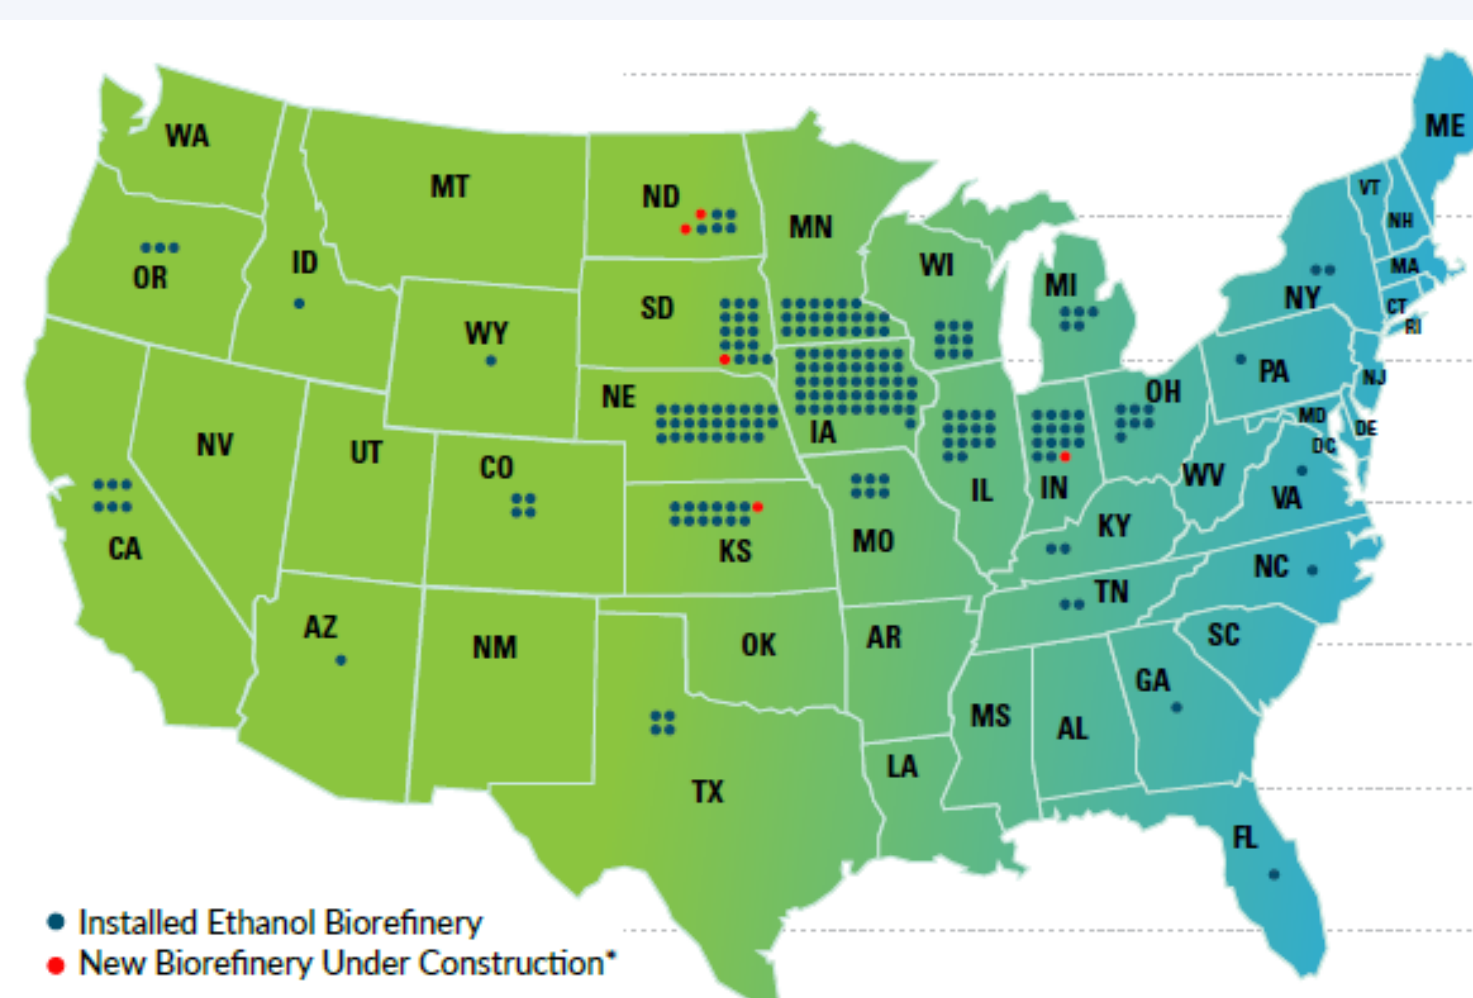 ME
WA
VT
MT
ND
NH
MN
OR
ID
WI
MI
MA
NY
CT
RI
SD
WY
PA
NJ
NE
OH
MD
DE
IA
DC
NV
UT
CO
IL
IN
WV
VA
CA
KS
MO
KY
NC
TN
AZ
NM
OK
AR
SC
GA
MS
AL
LA
TX
FL
Installed Ethanol Biorefinery
New Biorefinery Under Construction*